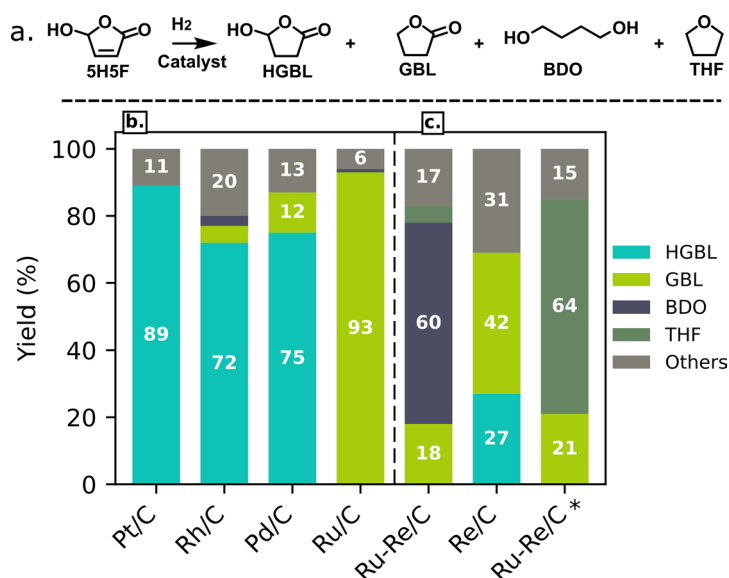 a.
HO O O H₂ HO O O O O HO OH O
Catalyst
5H5F HGBL + GBL + BDO + THF
b. c.
100
80
60
40
20
0
Yield (%)
11 20 13 6 17 31 15
12
89 72 75 93 60 42 64
18 27 21
HGBL
GBL
BDO
THF
Others
Pt/C Rh/C Pd/C Ru/C Ru-Re/C Re/C Ru-Re/C*